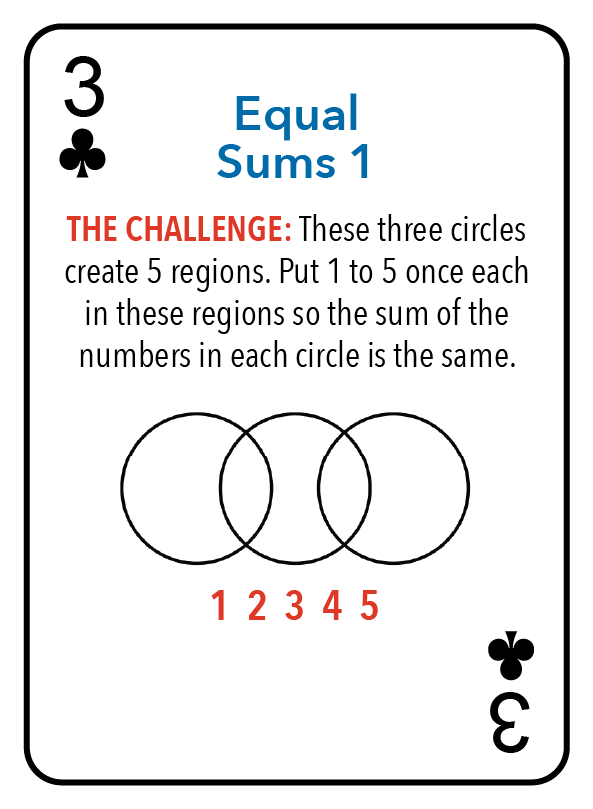 3
Equal
Sums 1
THE CHALLENGE: These three circles
create 5 regions. Put 1 to 5 once each
in these regions so the sum of the
numbers in each circle is the same.
1 2 3 4 5
3